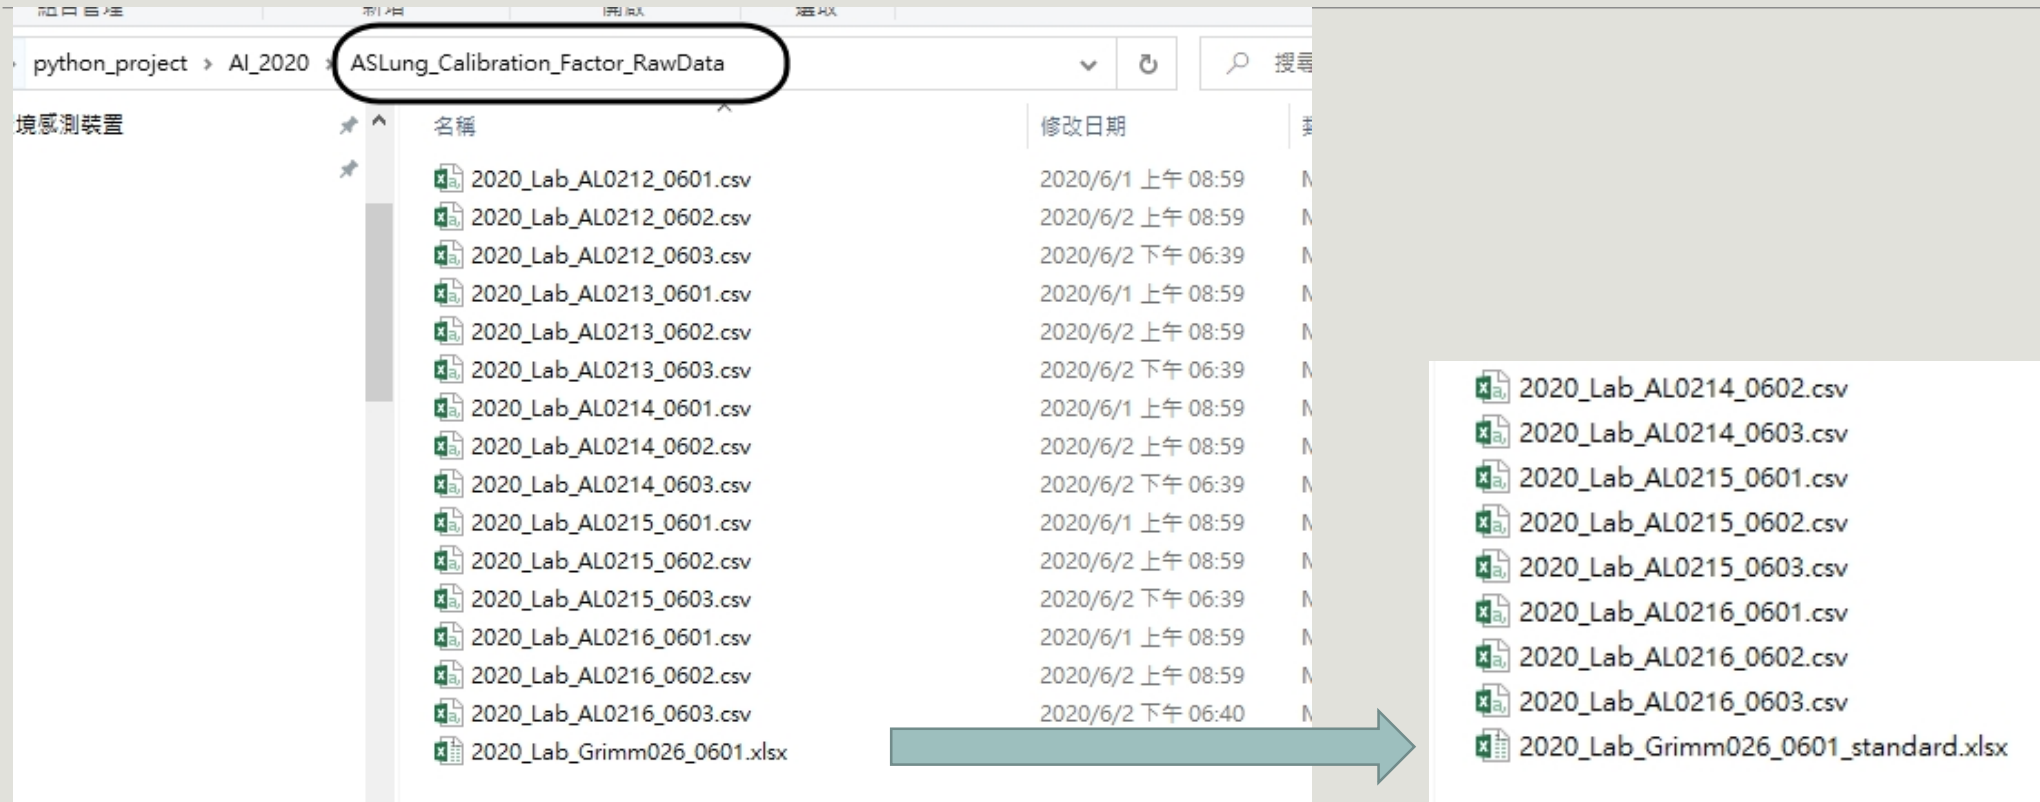 python_project > AI_2020 > ASLung_Calibration_Factor_RawData
搜尋
境感測裝置
名稱 修改日期
2020_Lab_AL0212_0601.csv 2020/6/1 上午 08:59
2020_Lab_AL0212_0602.csv 2020/6/2 上午 08:59
2020_Lab_AL0212_0603.csv 2020/6/2 下午 06:39
2020_Lab_AL0213_0601.csv 2020/6/1 上午 08:59
2020_Lab_AL0213_0602.csv 2020/6/2 上午 08:59
2020_Lab_AL0213_0603.csv 2020/6/2 下午 06:39
2020_Lab_AL0214_0601.csv 2020/6/1 上午 08:59
2020_Lab_AL0214_0602.csv 2020/6/2 上午 08:59
2020_Lab_AL0214_0603.csv 2020/6/2 下午 06:39
2020_Lab_AL0215_0601.csv 2020/6/1 上午 08:59
2020_Lab_AL0215_0602.csv 2020/6/2 上午 08:59
2020_Lab_AL0215_0603.csv 2020/6/2 下午 06:39
2020_Lab_AL0216_0601.csv 2020/6/1 上午 08:59
2020_Lab_AL0216_0602.csv 2020/6/2 上午 08:59
2020_Lab_AL0216_0603.csv 2020/6/2 下午 06:40
2020_Lab_Grimm026_0601.xlsx
2020_Lab_AL0214_0602.csv
2020_Lab_AL0214_0603.csv
2020_Lab_AL0215_0601.csv
2020_Lab_AL0215_0602.csv
2020_Lab_AL0215_0603.csv
2020_Lab_AL0216_0601.csv
2020_Lab_AL0216_0602.csv
2020_Lab_AL0216_0603.csv
2020_Lab_Grimm026_0601_standard.xlsx